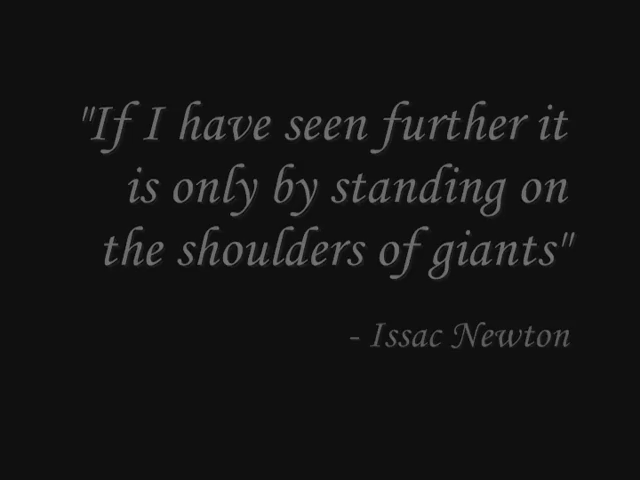 "If I have seen further it
is only by standing on
the shoulders of giants"
- Issac Newton